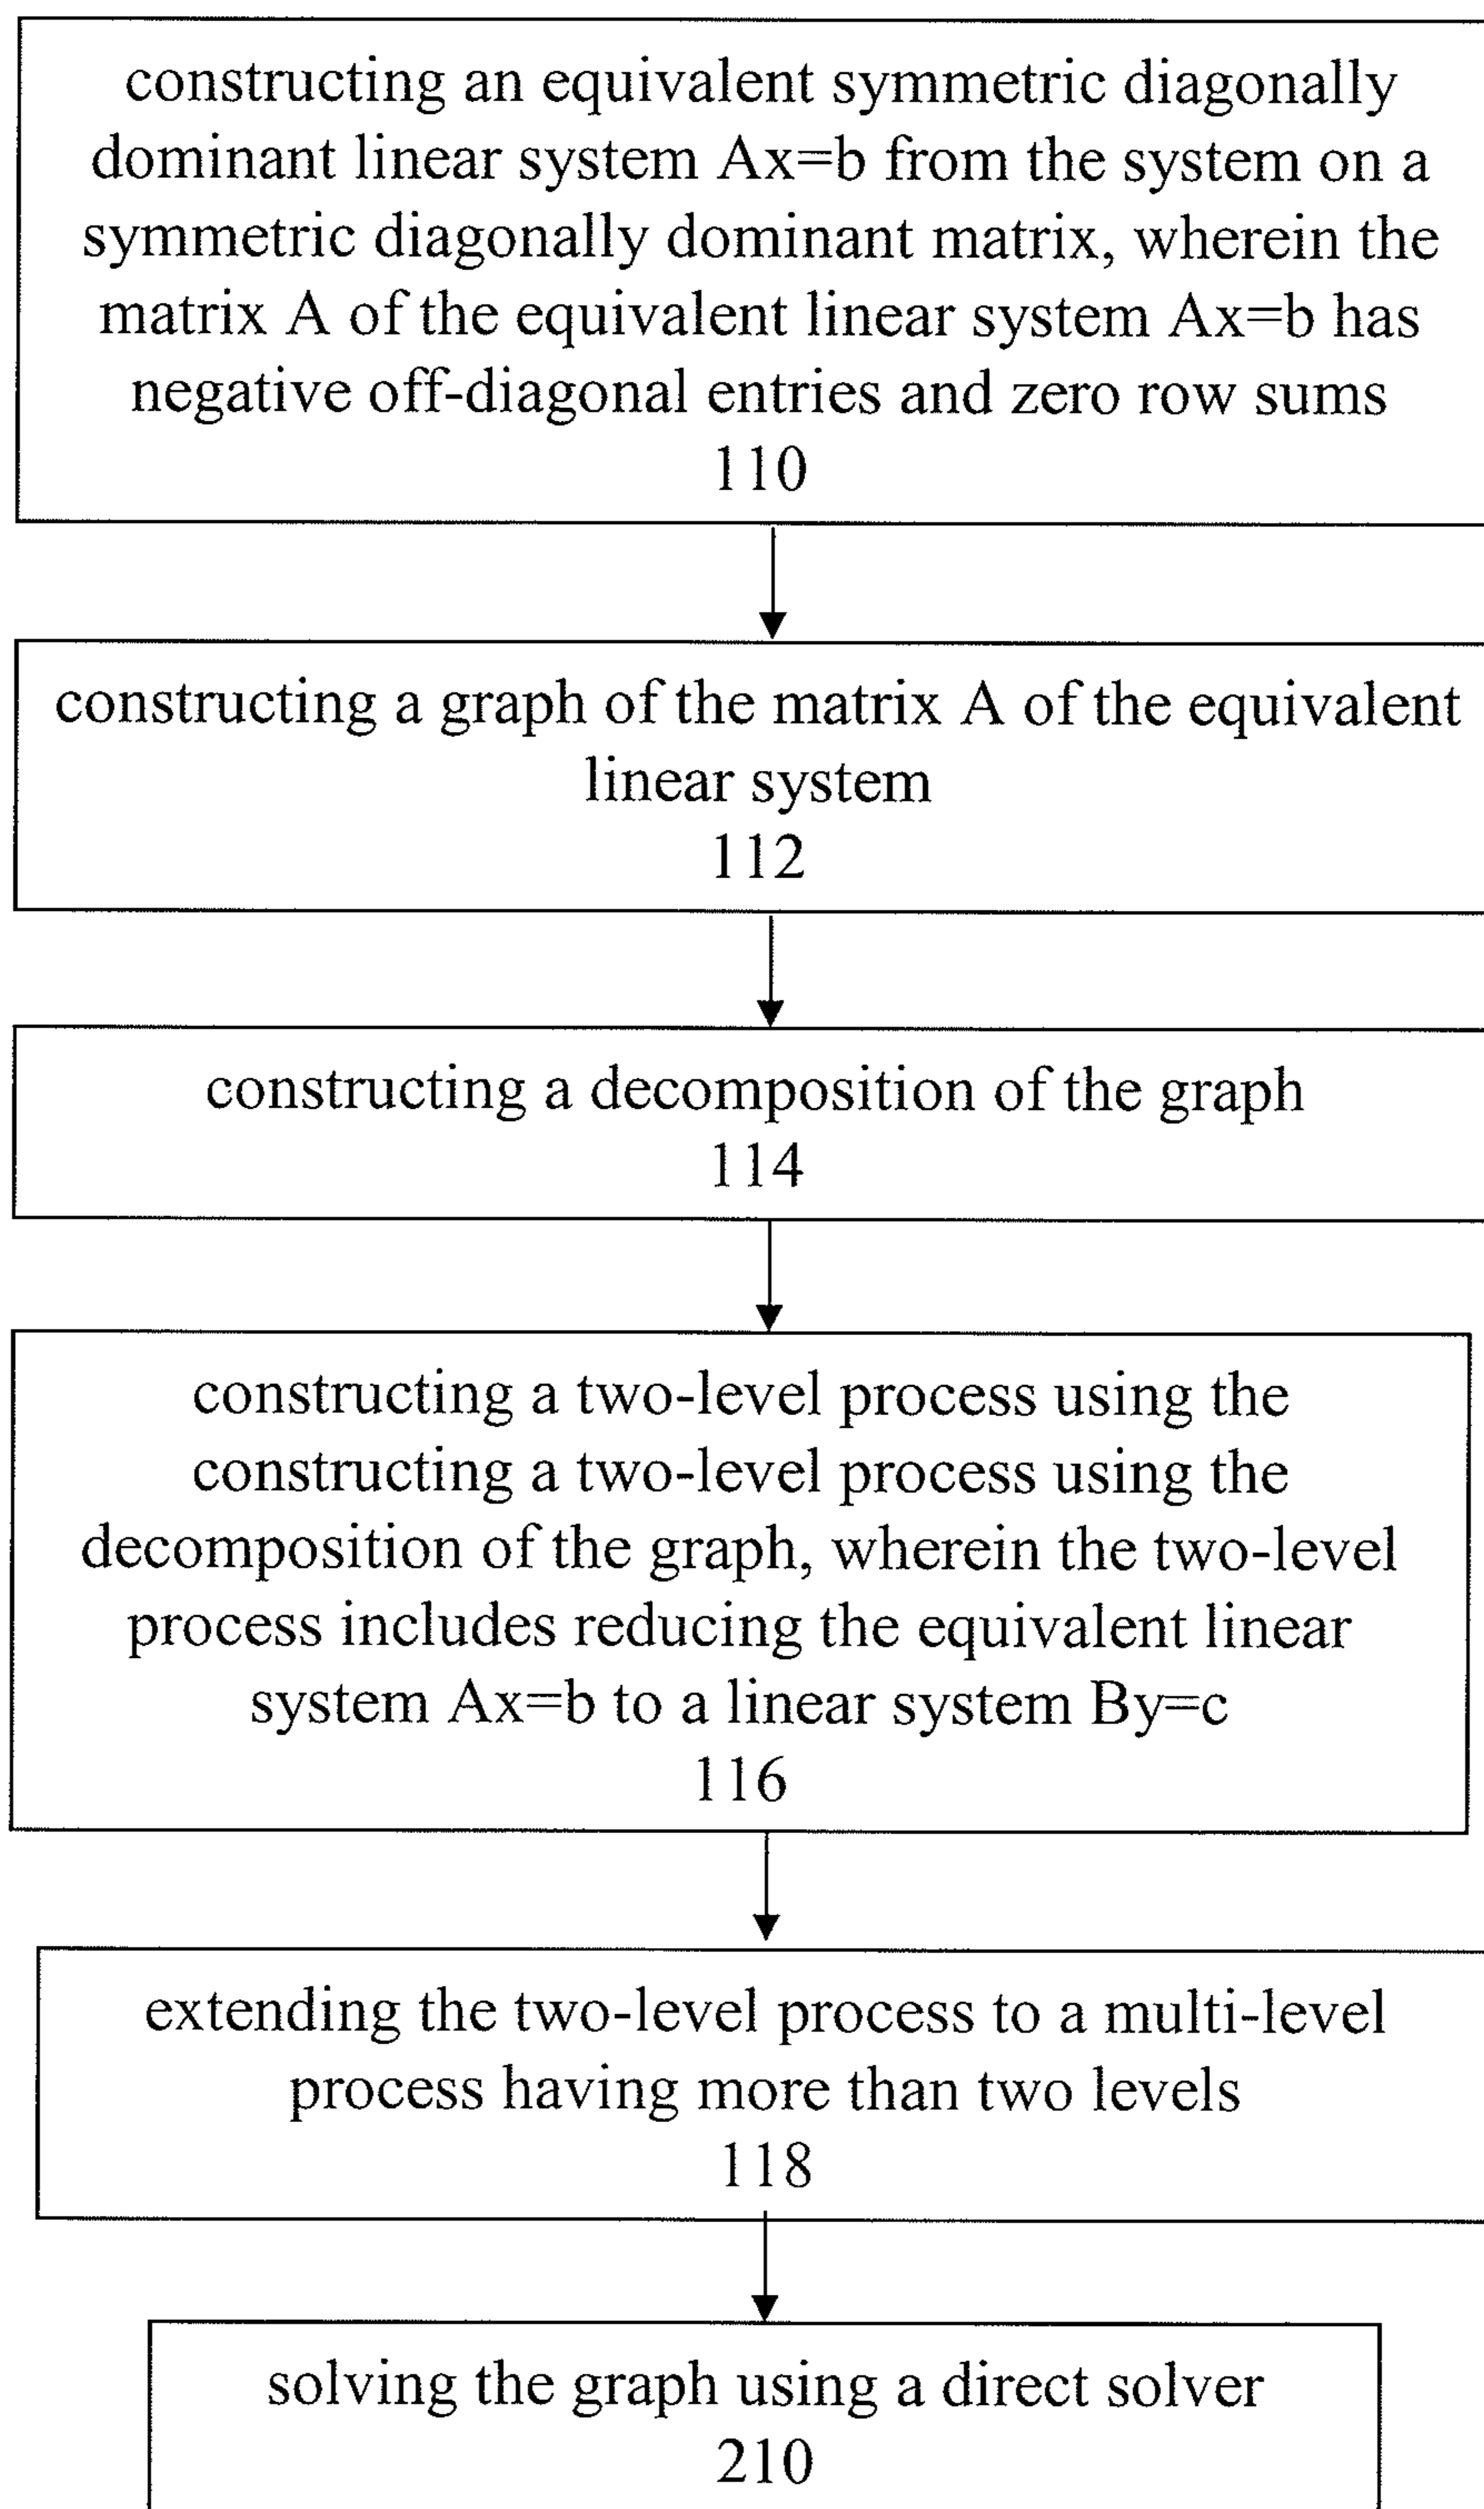 constructing an equivalent symmetric diagonally
dominant linear system Ax=b from the system on a
symmetric diagonally dominant matrix, wherein the
matrix A of the equivalent linear system Ax=b has
negative off-diagonal entries and zero row sums
110
constructing a graph of the matrix A of the equivalent
linear system
112
constructing a decomposition of the graph
114
constructing a two-level process using the
constructing a two-level process using the
decomposition of the graph, wherein the two-level
process includes reducing the equivalent linear
system Ax=b to a linear system By=c
116
extending the two-level process to a multi-level
process having more than two levels
118
solving the graph using a direct solver
210